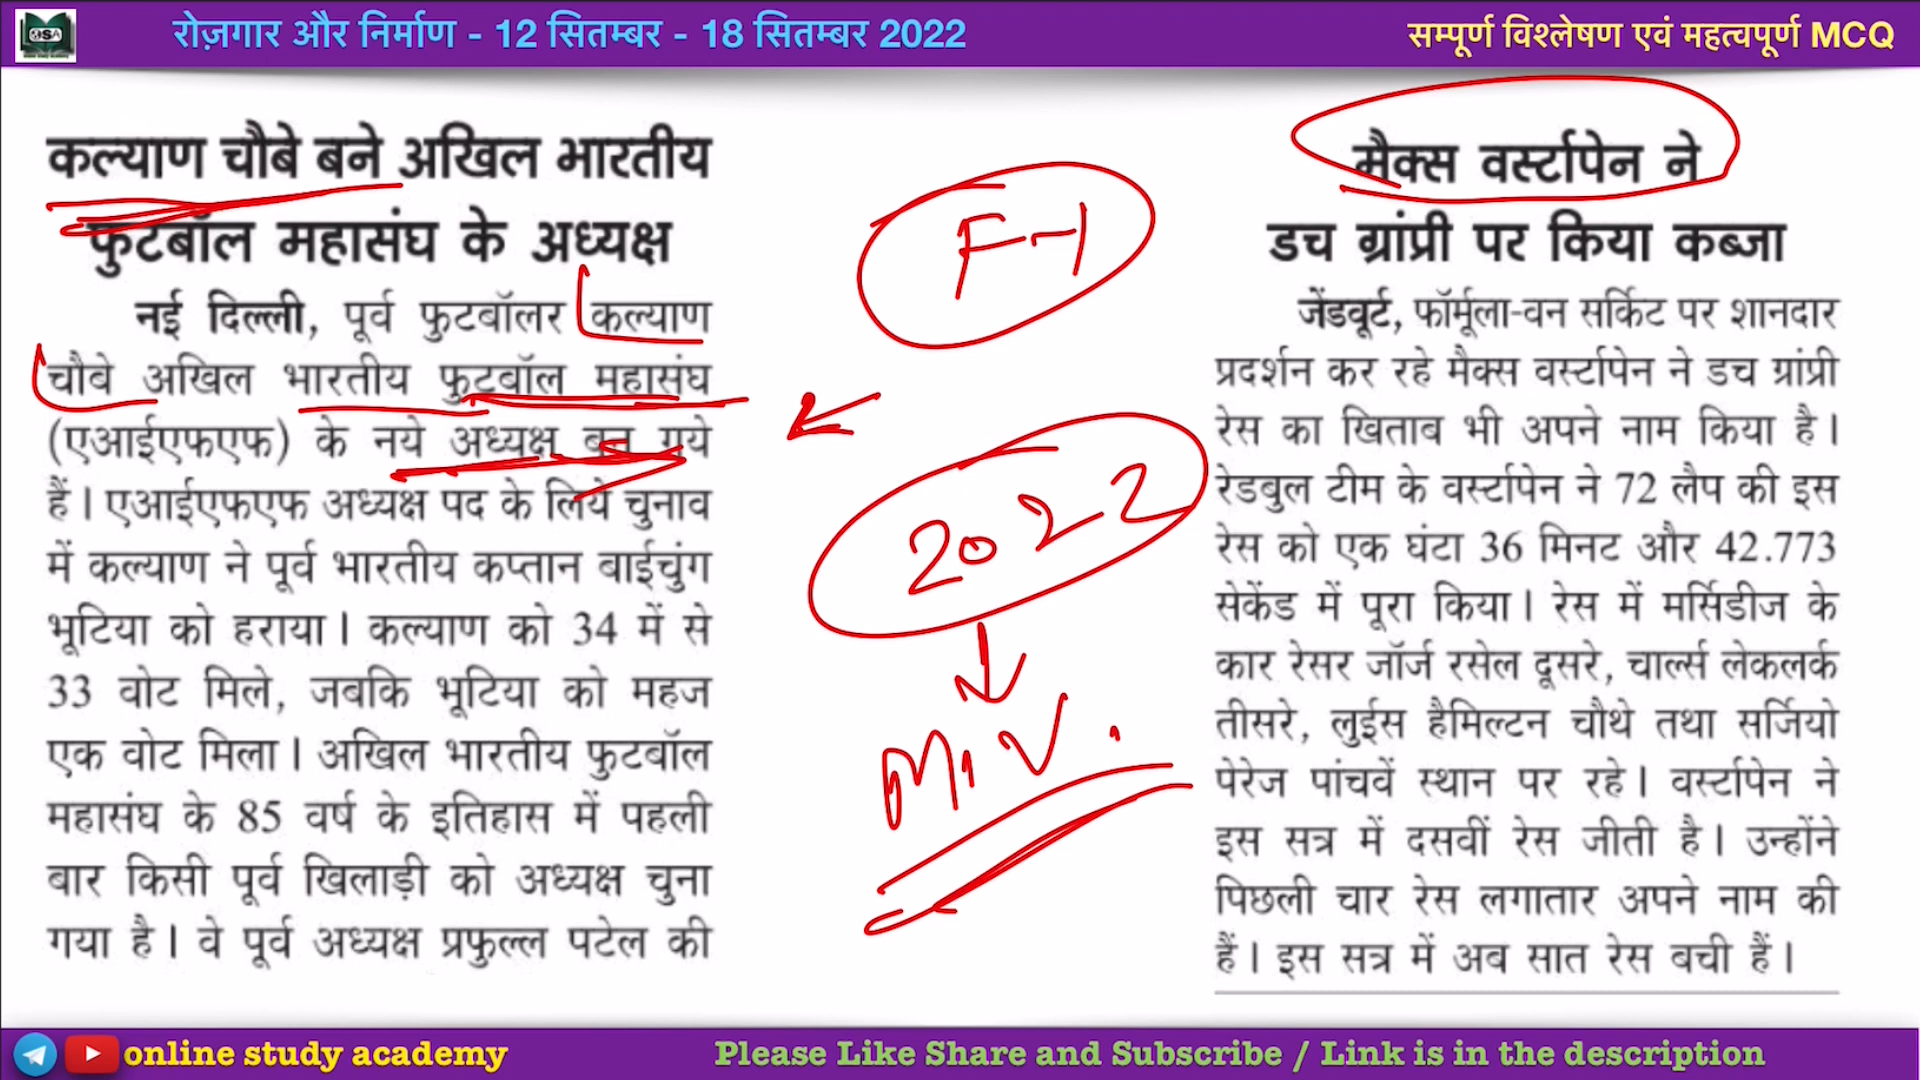 OSA
रोज़गार और निर्माण - 12 सितम्बर - 18 सितम्बर 2022
सम्पूर्ण विश्लेषण एवं महत्वपूर्ण MCQ
कल्याण चौबे बने अखिल भारतीय
फुटबॉल महासंघ के अध्यक्ष
नई दिल्ली, पूर्व फुटबॉलर कल्याण
चौबे अखिल भारतीय फुटबॉल महासंघ
(एआईएफएफ) के नये अध्यक्ष बन गये
हैं। एआईएफएफ अध्यक्ष पद के लिये चुनाव
में कल्याण ने पूर्व भारतीय कप्तान बाईचुंग
भूटिया को हराया। कल्याण को 34 में से
33 वोट मिले, जबकि भूटिया को महज
एक वोट मिला। अखिल भारतीय फुटबॉल
महासंघ के 85 वर्ष के इतिहास में पहली
बार किसी पूर्व खिलाड़ी को अध्यक्ष चुना
गया है। वे पूर्व अध्यक्ष प्रफुल्ल पटेल की
F-1
2022
M.V.
मैक्स वर्स्टापेन ने
डच ग्रांप्री पर किया कब्जा
जेंडवूर्ट, फॉर्मूला-वन सर्किट पर शानदार
प्रदर्शन कर रहे मैक्स वर्स्टापेन ने डच ग्रांप्री
रेस का खिताब भी अपने नाम किया है।
रेडबुल टीम के वर्स्टापेन ने 72 लैप की इस
रेस को एक घंटा 36 मिनट और 42.773
सेकेंड में पूरा किया। रेस में मर्सिडीज के
कार रेसर जॉर्ज रसेल दूसरे, चार्ल्स लेकलर्क
तीसरे, लुईस हैमिल्टन चौथे तथा सर्जियो
पेरेज पांचवें स्थान पर रहे। वर्स्टापेन ने
इस सत्र में दसवीं रेस जीती है। उन्होंने
पिछली चार रेस लगातार अपने नाम की
हैं। इस सत्र में अब सात रेस बची हैं।
online study academy
Please Like Share and Subscribe / Link is in the description